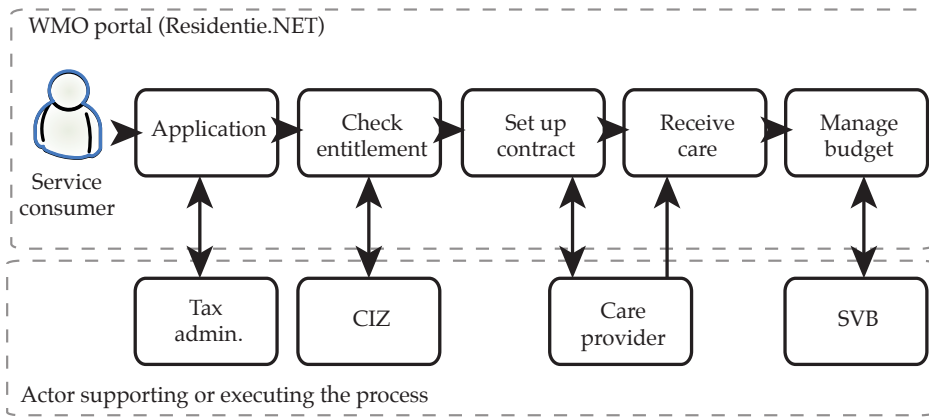 WMO portal (Residentie.NET)
Service
consumer
Application
Check
entitlement
Set up
contract
Receive
care
Manage
budget
Tax
admin.
CIZ
Care
provider
SVB
Actor supporting or executing the process